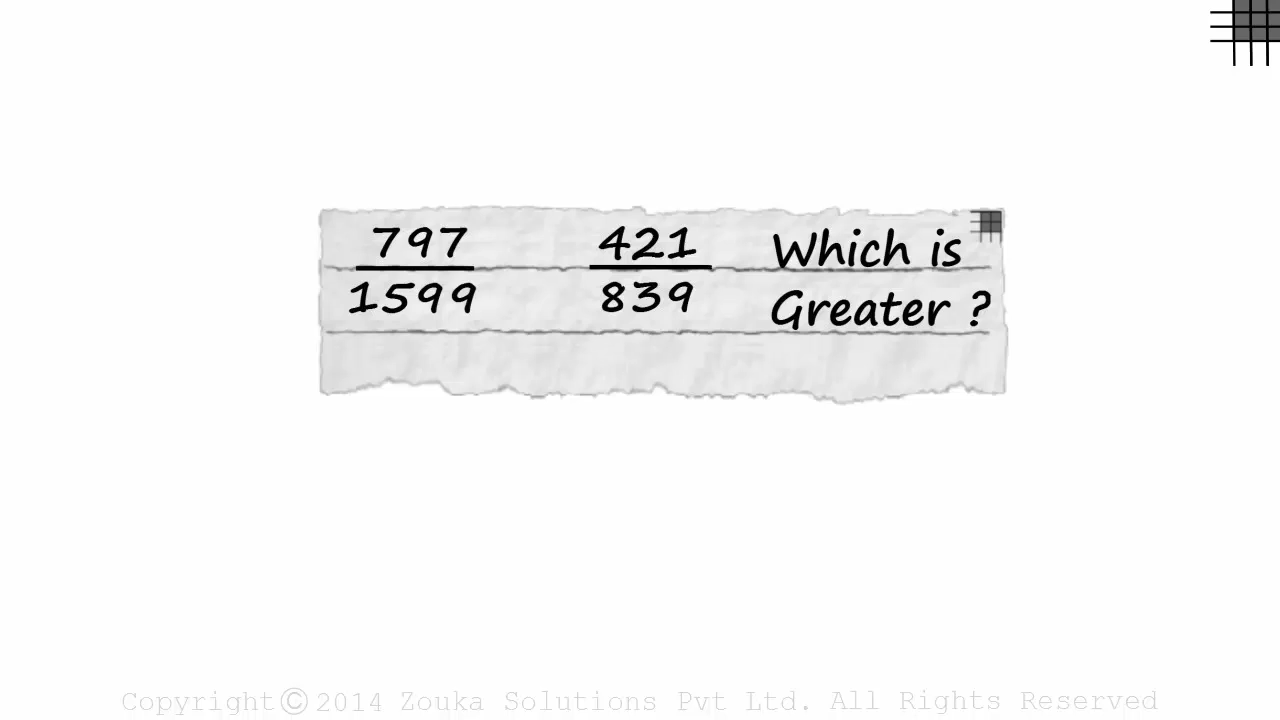 797 421 Which is
1599 839 Greater ?
Copyright©2014 Zouka Solutions Pvt Ltd. All Rights Reserved